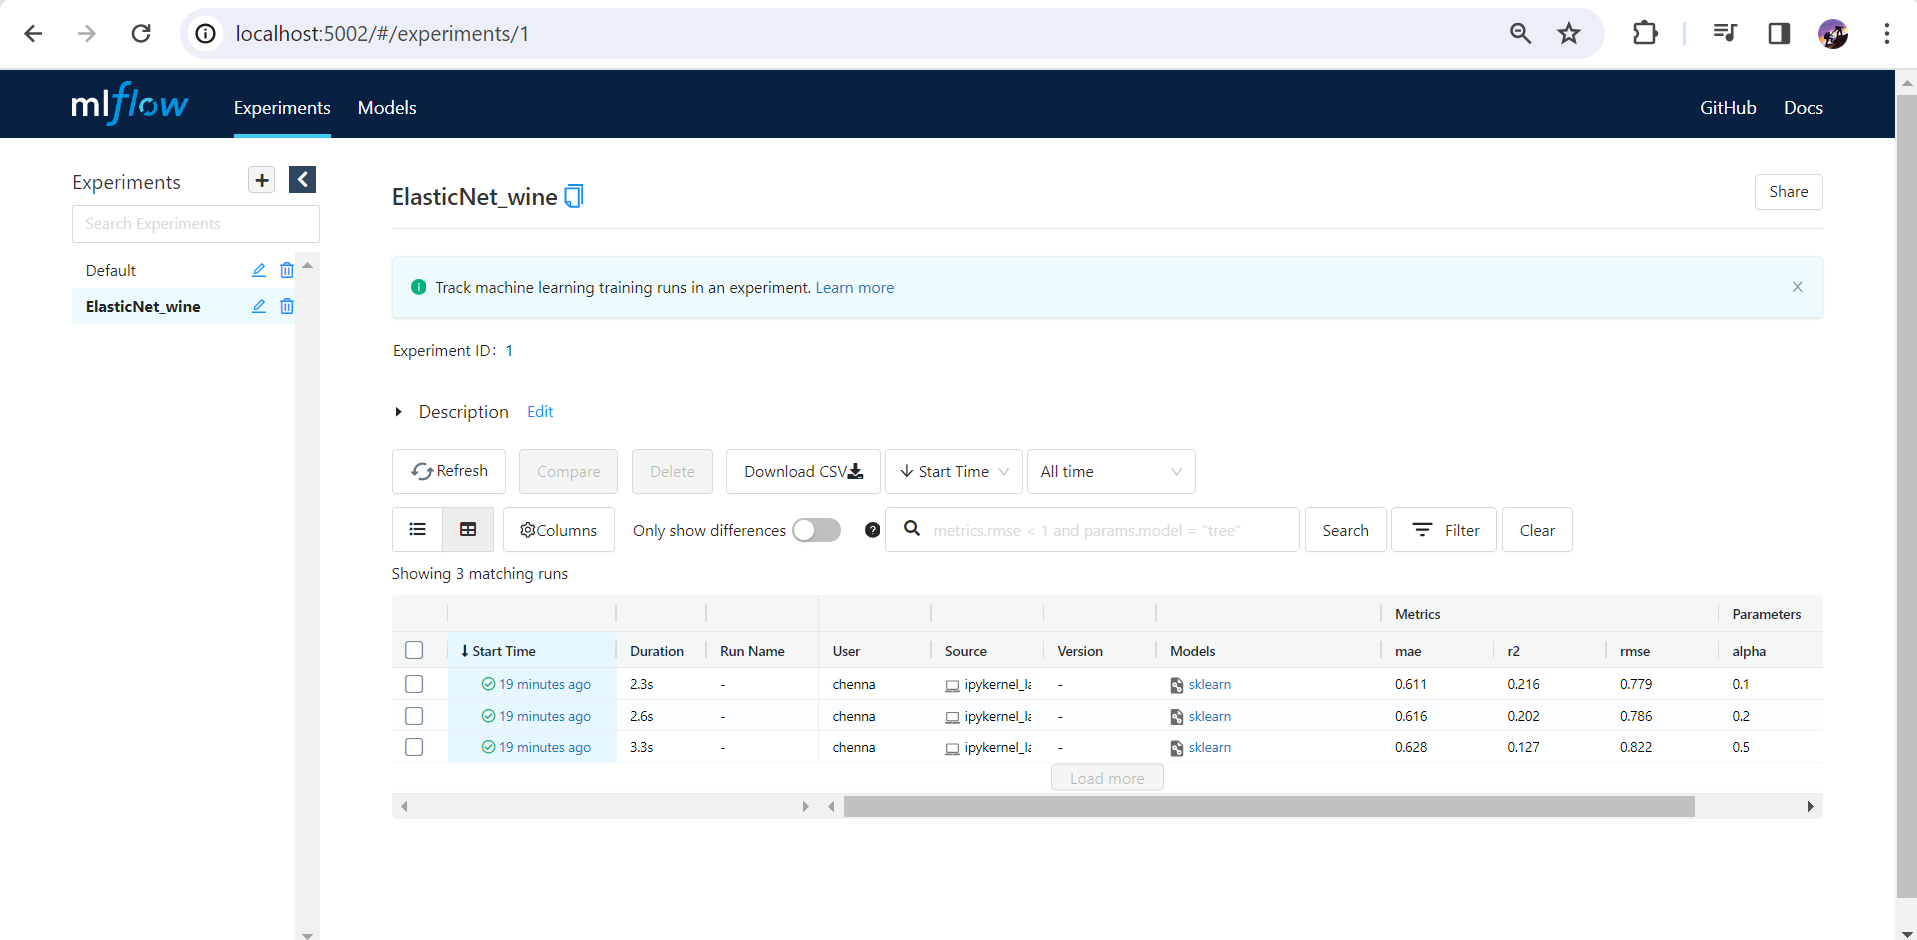 localhost:5002/#/experiments/1
mlflow Experiments Models GitHub Docs
Experiments
Search Experiments
Default
ElasticNet_wine
ElasticNet_wine
Share
Track machine learning training runs in an experiment. Learn more
Experiment ID: 1
Description Edit
Refresh Compare Delete Download CSV Start Time All time
Columns Only show differences metrics.rmse < 1 and params.model = "tree" Search Filter Clear
Showing 3 matching runs
Metrics Parameters
Start Time Duration Run Name User Source Version Models mae r2 rmse alpha
19 minutes ago 2.3s - chenna ipykernel_la - sklearn 0.611 0.216 0.779 0.1
19 minutes ago 2.6s - chenna ipykernel_la - sklearn 0.616 0.202 0.786 0.2
19 minutes ago 3.3s - chenna ipykernel_la - sklearn 0.628 0.127 0.822 0.5
Load more